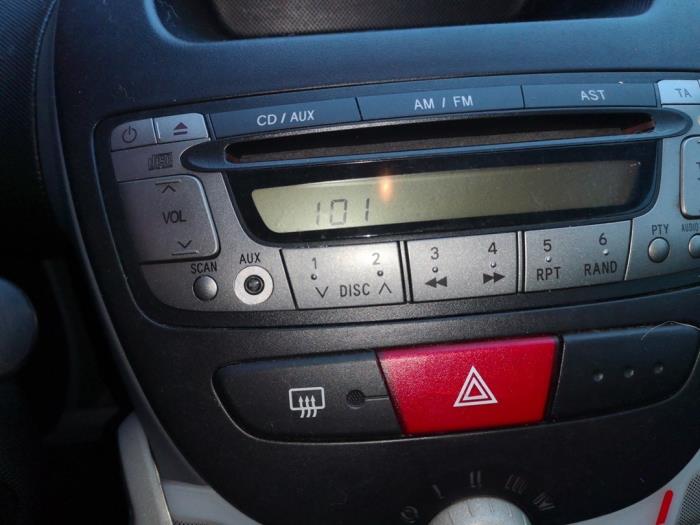 CD / AUX AM / FM AST TA
VOL
101
SCAN AUX 1 2 3 4 5 6 PTY AUDIO
DISC RPT RAND